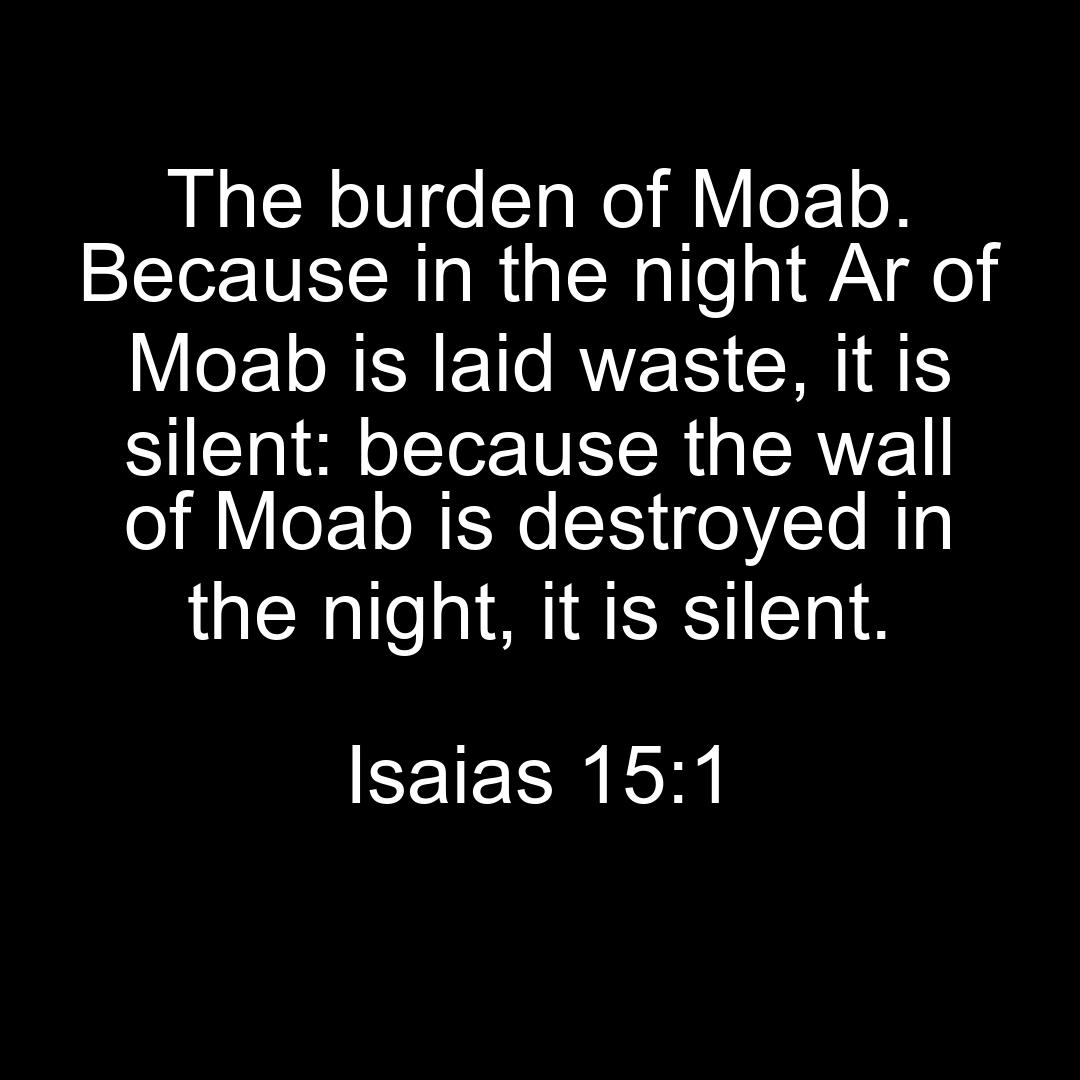 The burden of Moab.
Because in the night Ar of
Moab is laid waste, it is
silent: because the wall
of Moab is destroyed in
the night, it is silent.
Isaias 15:1